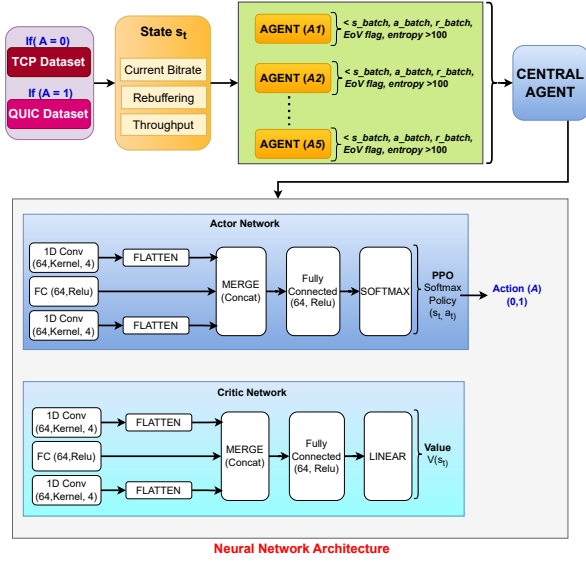 If( A = 0)
TCP Dataset
If (A = 1)
QUIC Dataset
State s_t
Current Bitrate
Rebuffering
Throughput
AGENT (A1)
< s_batch, a_batch, r_batch,
EoV flag, entropy >100
AGENT (A2)
< s_batch, a_batch, r_batch,
EoV flag, entropy >100
AGENT (A5)
< s_batch, a_batch, r_batch,
EoV flag, entropy >100
CENTRAL
AGENT
Actor Network
1D Conv
(64,Kernel, 4)
FLATTEN
FC (64,Relu)
1D Conv
(64,Kernel, 4)
FLATTEN
MERGE
(Concat)
Fully
Connected
(64, Relu)
SOFTMAX
PPO
Softmax
Policy
(s_t, a_t)
Action (A)
(0,1)
Critic Network
1D Conv
(64,Kernel, 4)
FLATTEN
FC (64,Relu)
1D Conv
(64,Kernel, 4)
FLATTEN
MERGE
(Concat)
Fully
Connected
(64, Relu)
LINEAR
Value
V(s_t)
Neural Network Architecture